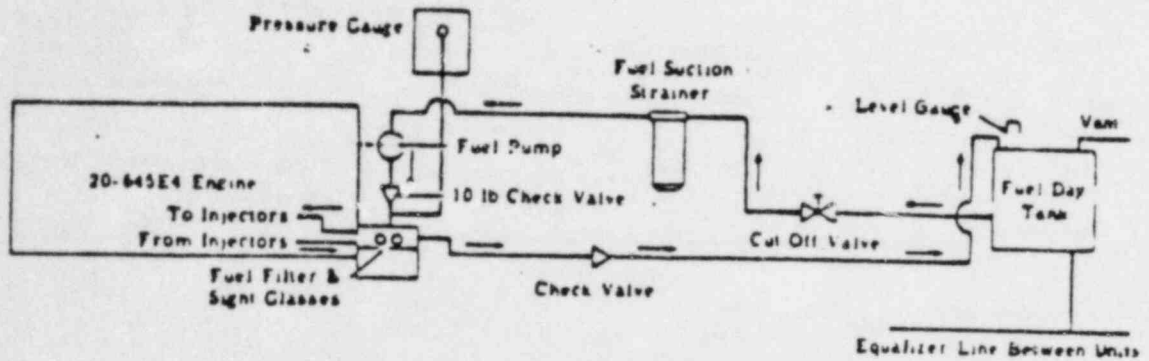 Pressure Gauge
Fuel Suction
Strainer
Level Gauge
Vent
Fuel Pump
Fuel Day
Tank
20-645E4 Engine
10 lb Check Valve
To Injectors
From Injectors
Cut Off Valve
Fuel Filter &
Sight Glasses
Check Valve
Equalizer Line Between Units